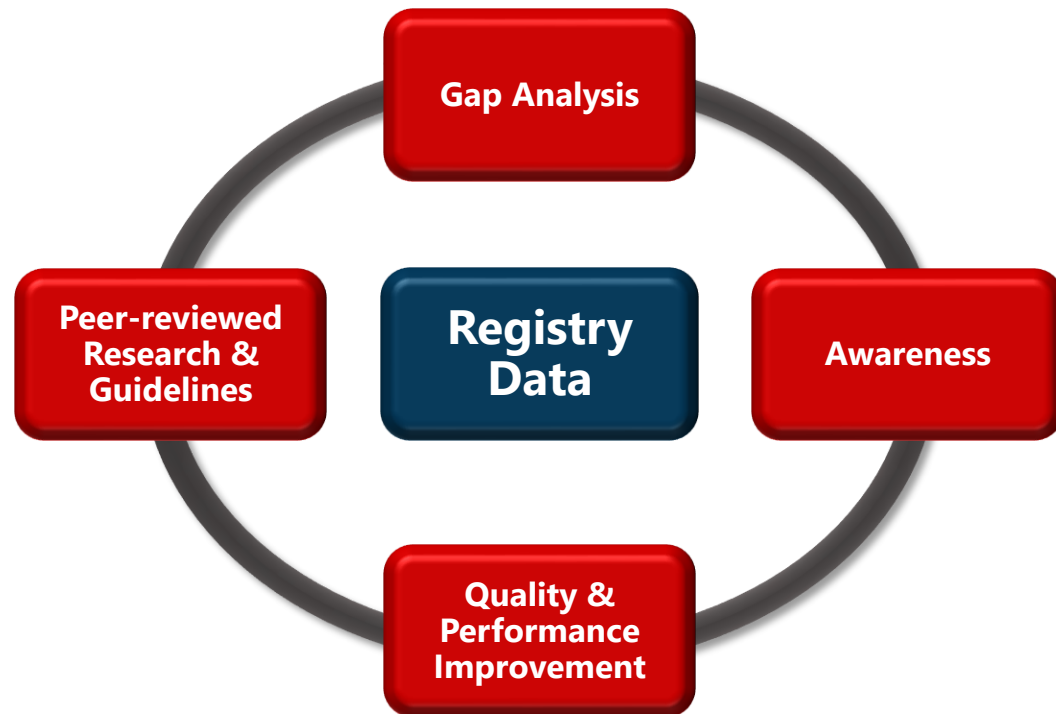 Gap Analysis
Peer-reviewed
Research &
Guidelines
Registry
Data
Awareness
Quality &
Performance
Improvement